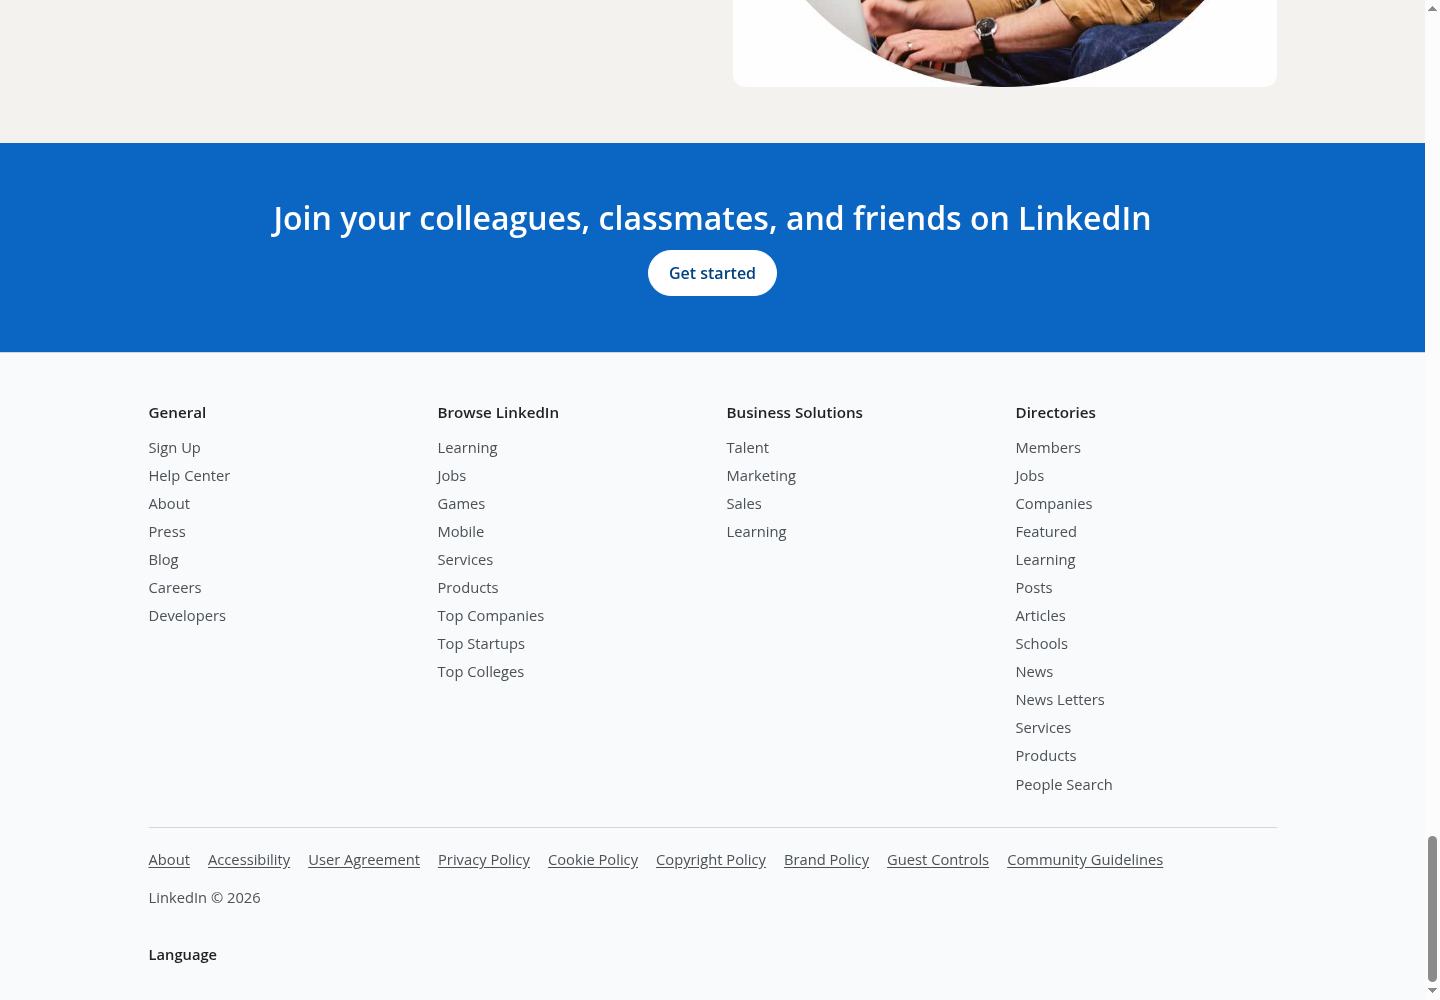 Join your colleagues, classmates, and friends on LinkedIn
Get started
General
Sign Up
Help Center
About
Press
Blog
Careers
Developers
Browse LinkedIn
Learning
Jobs
Games
Mobile
Services
Products
Top Companies
Top Startups
Top Colleges
Business Solutions
Talent
Marketing
Sales
Learning
Directories
Members
Jobs
Companies
Featured
Learning
Posts
Articles
Schools
News
News Letters
Services
Products
People Search
About Accessibility User Agreement Privacy Policy Cookie Policy Copyright Policy Brand Policy Guest Controls Community Guidelines
LinkedIn © 2026
Language